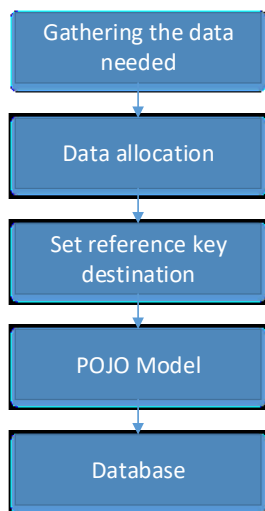 Gathering the data
needed
Data allocation
Set reference key
destination
POJO Model
Database